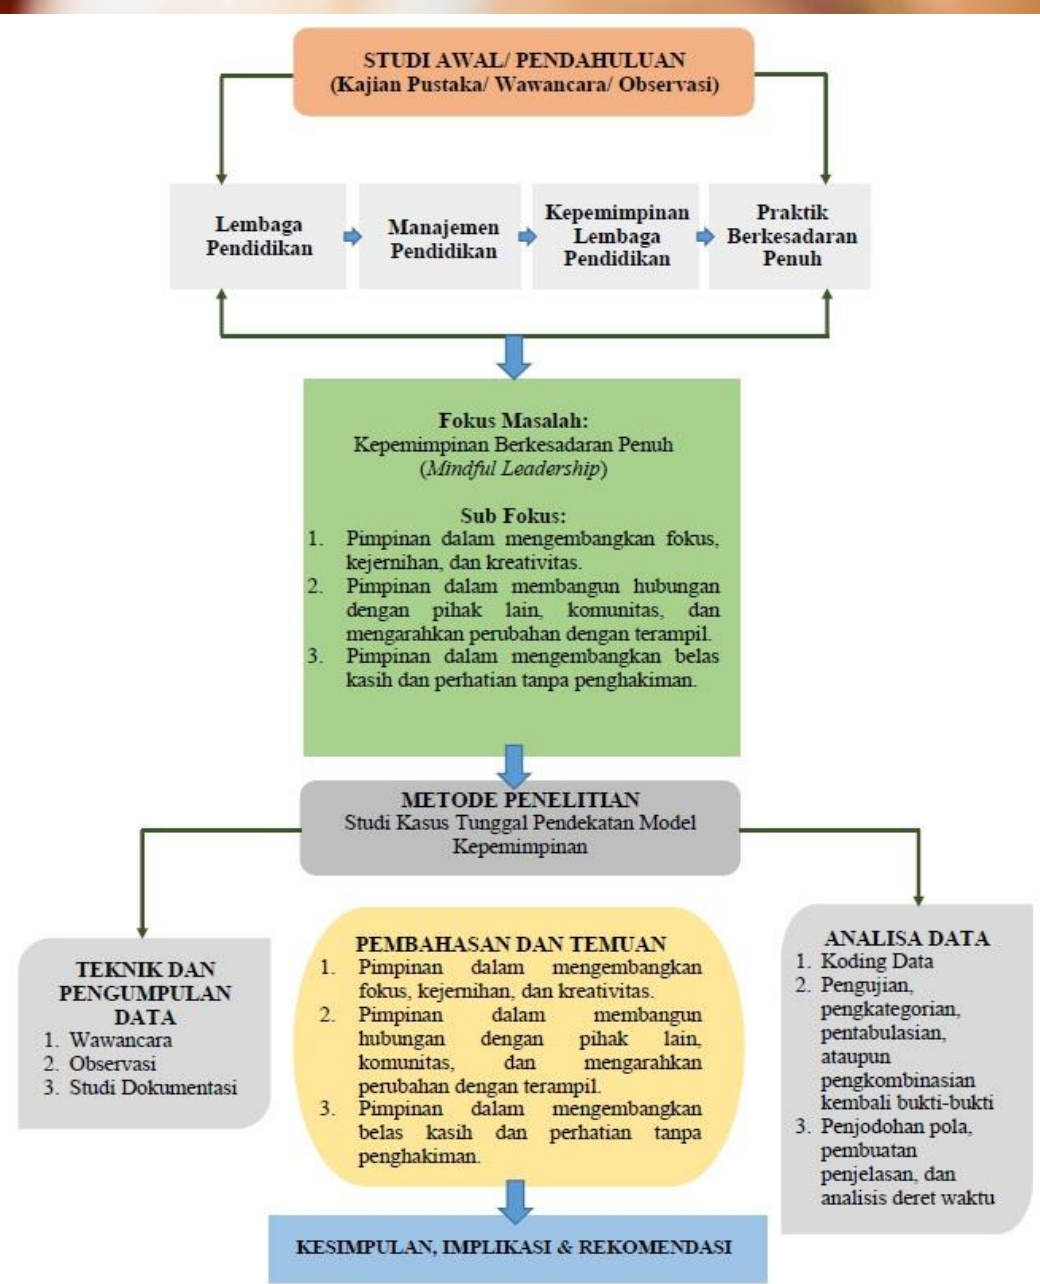 STUDI AWAL/ PENDAHULUAN
(Kajian Pustaka/ Wawancara/ Observasi)
Lembaga
Pendidikan
Manajemen
Pendidikan
Kepemimpinan
Lembaga
Pendidikan
Praktik
Berkesadaran
Penuh
Fokus Masalah:
Kepemimpinan Berkesadaran Penuh
(Mindful Leadership)
Sub Fokus:
1. Pimpinan dalam mengembangkan fokus,
kejernihan, dan kreativitas.
2. Pimpinan dalam membangun hubungan
dengan pihak lain, komunitas, dan
mengarahkan perubahan dengan terampil.
3. Pimpinan dalam mengembangkan belas
kasih dan perhatian tanpa penghakiman.
METODE PENELITIAN
Studi Kasus Tunggal Pendekatan Model
Kepemimpinan
TEKNIK DAN
PENGUMPULAN
DATA
1. Wawancara
2. Observasi
3. Studi Dokumentasi
PEMBAHASAN DAN TEMUAN
1. Pimpinan dalam mengembangkan
fokus, kejernihan, dan kreativitas.
2. Pimpinan dalam membangun
hubungan dengan pihak lain,
komunitas, dan mengarahkan
perubahan dengan terampil.
3. Pimpinan dalam mengembangkan
belas kasih dan perhatian tanpa
penghakiman.
ANALISA DATA
1. Koding Data
2. Pengujian,
pengkategorian,
pentabulasian,
ataupun
pengkombinasian
kembali bukti-bukti
3. Penjodohan pola,
pembuatan
penjelasan, dan
analisis deret waktu
KESIMPULAN, IMPLIKASI & REKOMENDASI